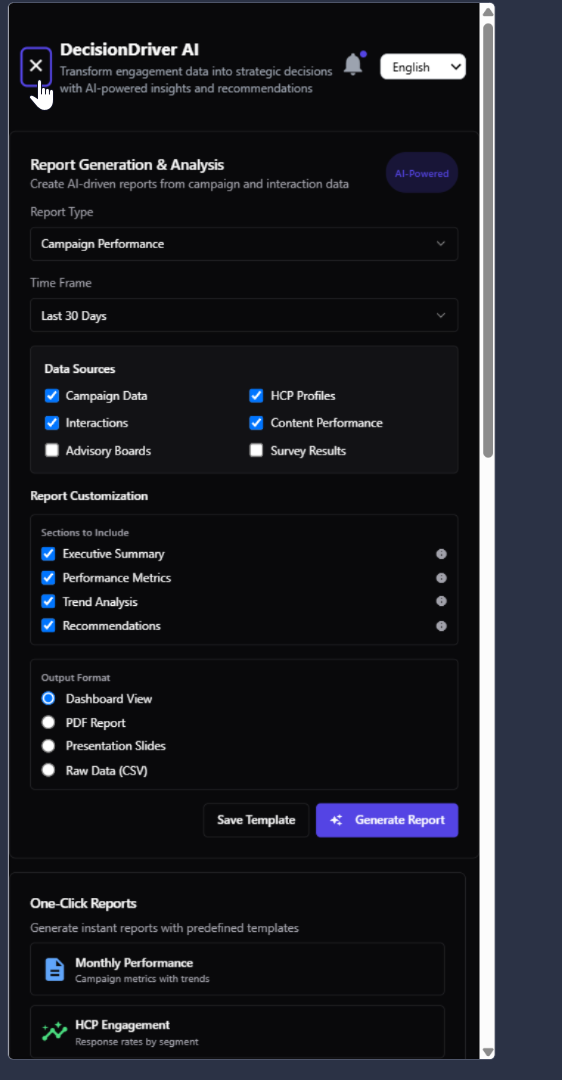 DecisionDriver AI
Transform engagement data into strategic decisions
with AI-powered insights and recommendations
English
Report Generation & Analysis
Create AI-driven reports from campaign and interaction data
AI-Powered
Report Type
Campaign Performance
Time Frame
Last 30 Days
Data Sources
Campaign Data
HCP Profiles
Interactions
Content Performance
Advisory Boards
Survey Results
Report Customization
Sections to Include
Executive Summary
Performance Metrics
Trend Analysis
Recommendations
Output Format
Dashboard View
PDF Report
Presentation Slides
Raw Data (CSV)
Save Template
Generate Report
One-Click Reports
Generate instant reports with predefined templates
Monthly Performance
Campaign metrics with trends
HCP Engagement
Response rates by segment